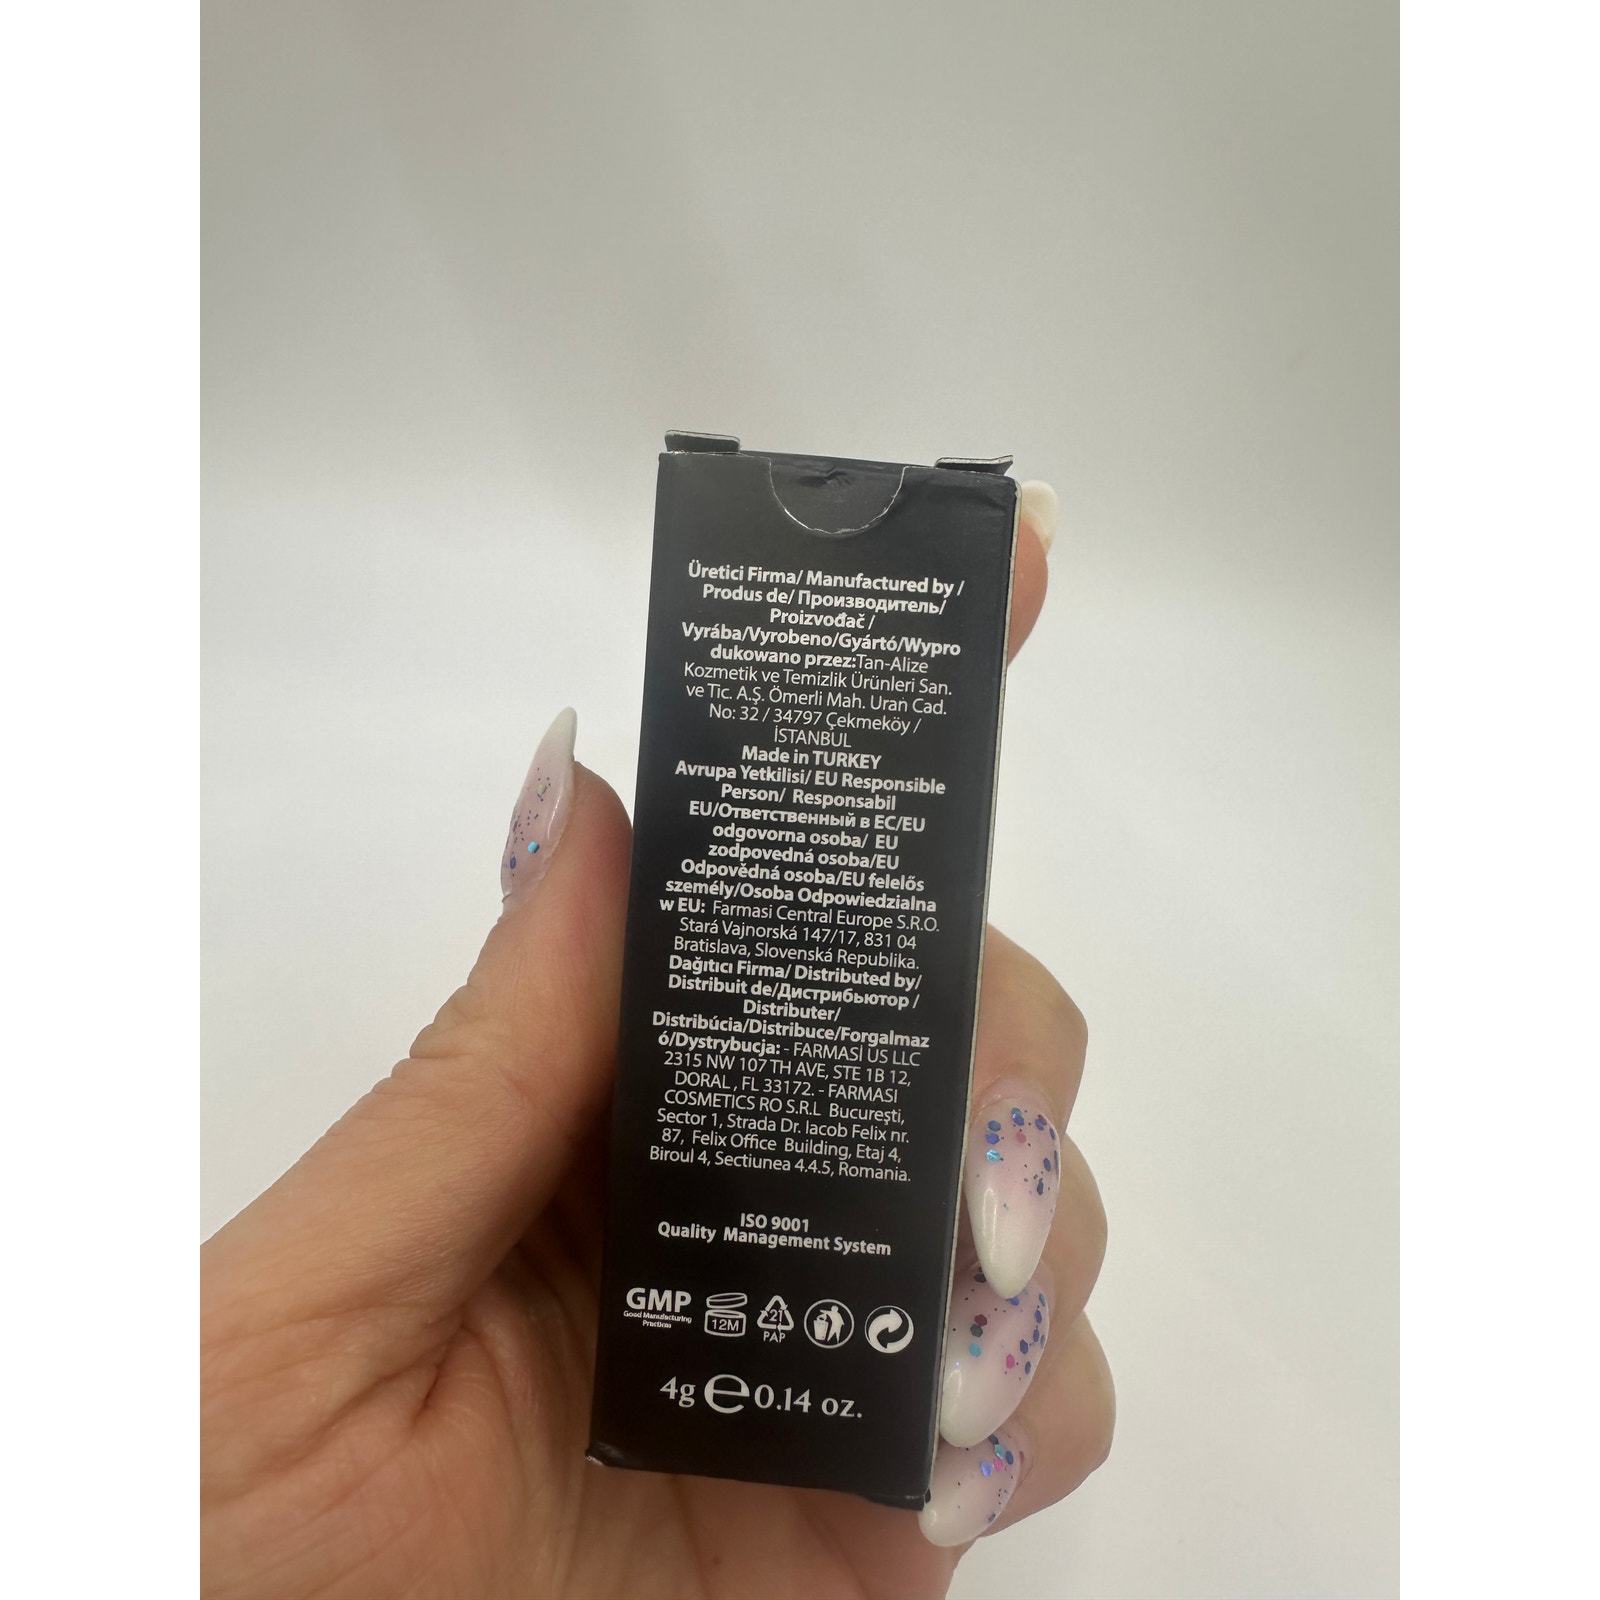 Üretici Firma/ Manufactured by /
Produs de/ Производитель/
Proizvođač /
Vyrába/Vyrobeno/Gyártó/Wypro
dukowano przez:Tan-Alize
Kozmetik ve Temizlik Ürünleri San.
ve Tic. A.Ş. Ömerli Mah. Uran Cad.
No: 32 / 34797 Çekmeköy /
İSTANBUL
Made in TURKEY
Avrupa Yetkilisi/ EU Responsible
Person/ Responsabil
EU/Ответственный в ЕС/EU
odgovorna osoba/ EU
zodpovedná osoba/EU
Odpovědná osoba/EU felelős
személy/Osoba Odpowiedzialna
w EU: Farmasi Central Europe S.R.O.
Stará Vajnorská 147/17, 831 04
Bratislava, Slovenská Republika.
Dağıtıcı Firma/ Distributed by/
Distribuit de/Дистрибьютор /
Distributer/
Distribúcia/Distribuce/Forgalmaz
ó/Dystrybucja: - FARMASİ US LLC
2315 NW 107 TH AVE, STE 1B 12,
DORAL , FL 33172. - FARMASI
COSMETICS RO S.R.L Bucureşti,
Sector 1, Strada Dr. Iacob Felix nr.
87, Felix Office Building, Etaj 4,
Biroul 4, Sectiunea 4.4.5, Romania.
ISO 9001
Quality Management System
GMP
Good Manufacturing
Practices
12M
21
PAP
4g e 0.14 oz.